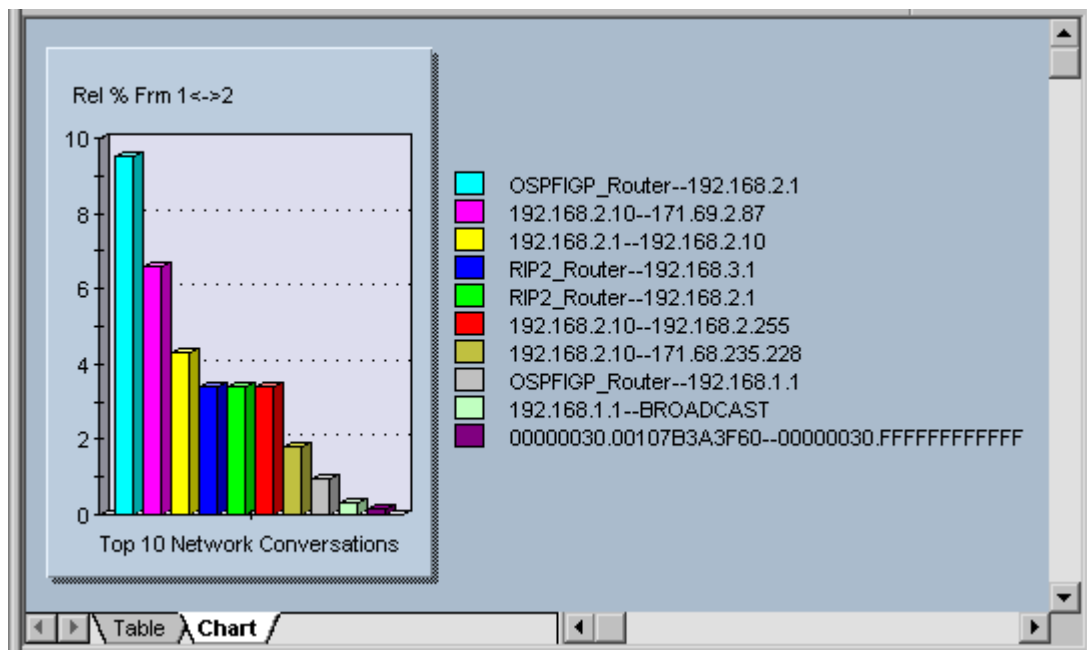 Rel % Frm 1<->2
10
8
6
4
2
0
Top 10 Network Conversations
OSPFIGP_Router--192.168.2.1
192.168.2.10--171.69.2.87
192.168.2.1--192.168.2.10
RIP2_Router--192.168.3.1
RIP2_Router--192.168.2.1
192.168.2.10--192.168.2.255
192.168.2.10--171.68.235.228
OSPFIGP_Router--192.168.1.1
192.168.1.1--BROADCAST
00000030.00107B3A3F60--00000030.FFFFFFFFFFFF
Table Chart